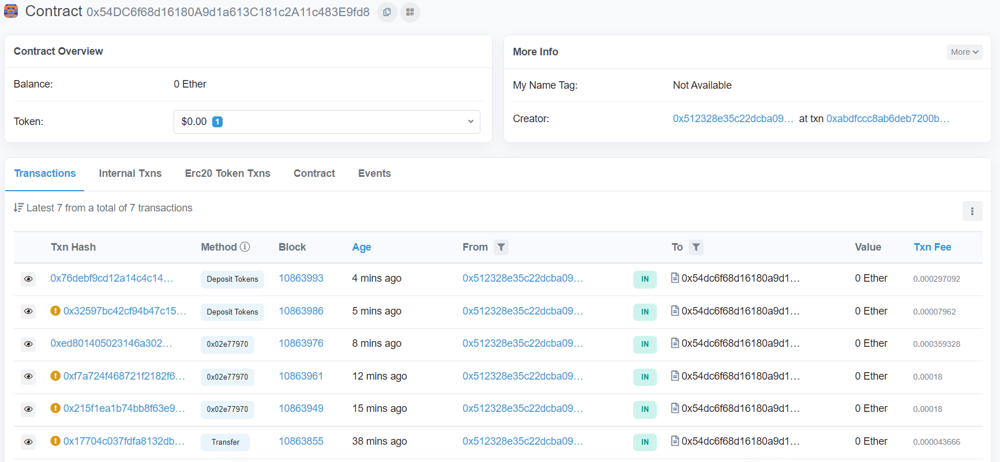 Contract 0x54DC6f68d16180A9d1a613C181c2A11c483E9fd8
Contract Overview
Balance: 0 Ether
Token: $0.00 1
More Info More
My Name Tag: Not Available
Creator: 0x512328e35c22dcba09... at txn 0xabdfccc8ab6deb7200b...
Transactions Internal Txns Erc20 Token Txns Contract Events
Latest 7 from a total of 7 transactions
Txn Hash Method Block Age From To Value Txn Fee
0x76debf9cd12a14c4c14... Deposit Tokens 10863993 4 mins ago 0x512328e35c22dcba09... IN 0x54dc6f68d16180a9d1... 0 Ether 0.000297092
0x32597bc42cf94b47c15... Deposit Tokens 10863986 5 mins ago 0x512328e35c22dcba09... IN 0x54dc6f68d16180a9d1... 0 Ether 0.00007962
0xed801405023146a302... 0x02e77970 10863976 8 mins ago 0x512328e35c22dcba09... IN 0x54dc6f68d16180a9d1... 0 Ether 0.000359328
0xf7a724f468721f2182f6... 0x02e77970 10863961 12 mins ago 0x512328e35c22dcba09... IN 0x54dc6f68d16180a9d1... 0 Ether 0.00018
0x215f1ea1b74bb8f63e9... 0x02e77970 10863949 15 mins ago 0x512328e35c22dcba09... IN 0x54dc6f68d16180a9d1... 0 Ether 0.00018
0x17704c037fdfa8132db... Transfer 10863855 38 mins ago 0x512328e35c22dcba09... IN 0x54dc6f68d16180a9d1... 0 Ether 0.000043666